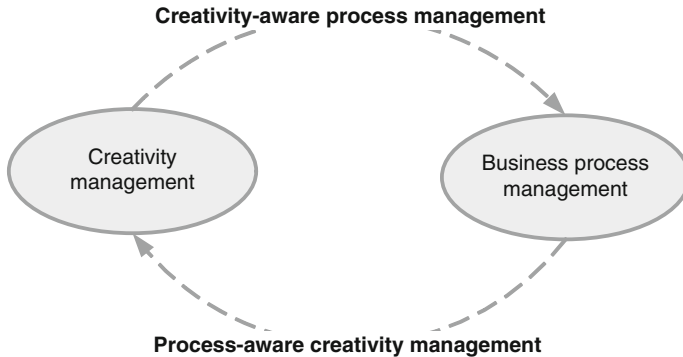 Creativity-aware process management
Creativity
management
Business process
management
Process-aware creativity management